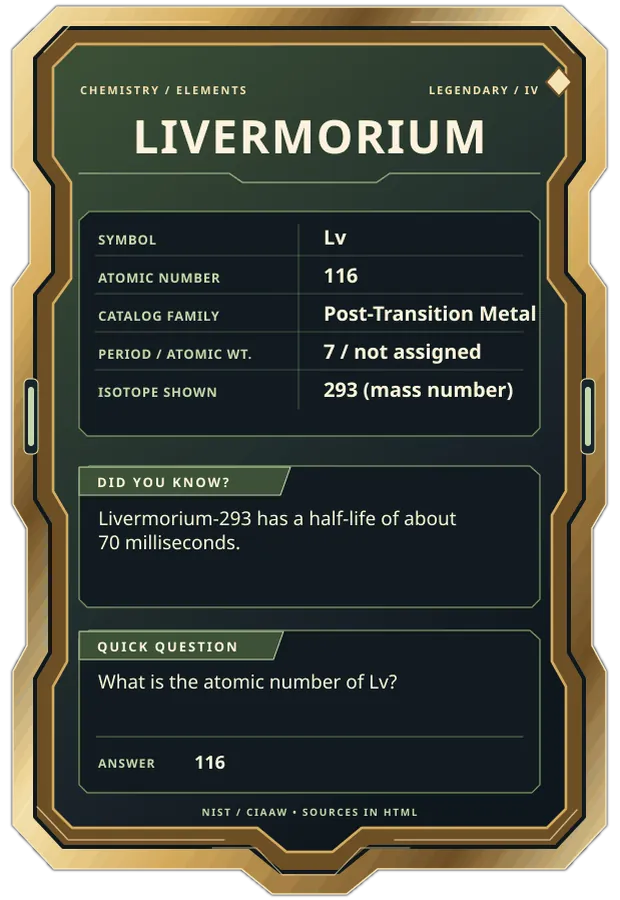 CHEMISTRY / ELEMENTS LEGENDARY / IV
LIVERMORIUM
SYMBOL Lv
ATOMIC NUMBER 116
CATALOG FAMILY Post-Transition Metal
PERIOD / ATOMIC WT. 7 / not assigned
ISOTOPE SHOWN 293 (mass number)
DID YOU KNOW?
Livermorium-293 has a half-life of about
70 milliseconds.
QUICK QUESTION
What is the atomic number of Lv?
ANSWER 116
NIST / CIAAW • SOURCES IN HTML